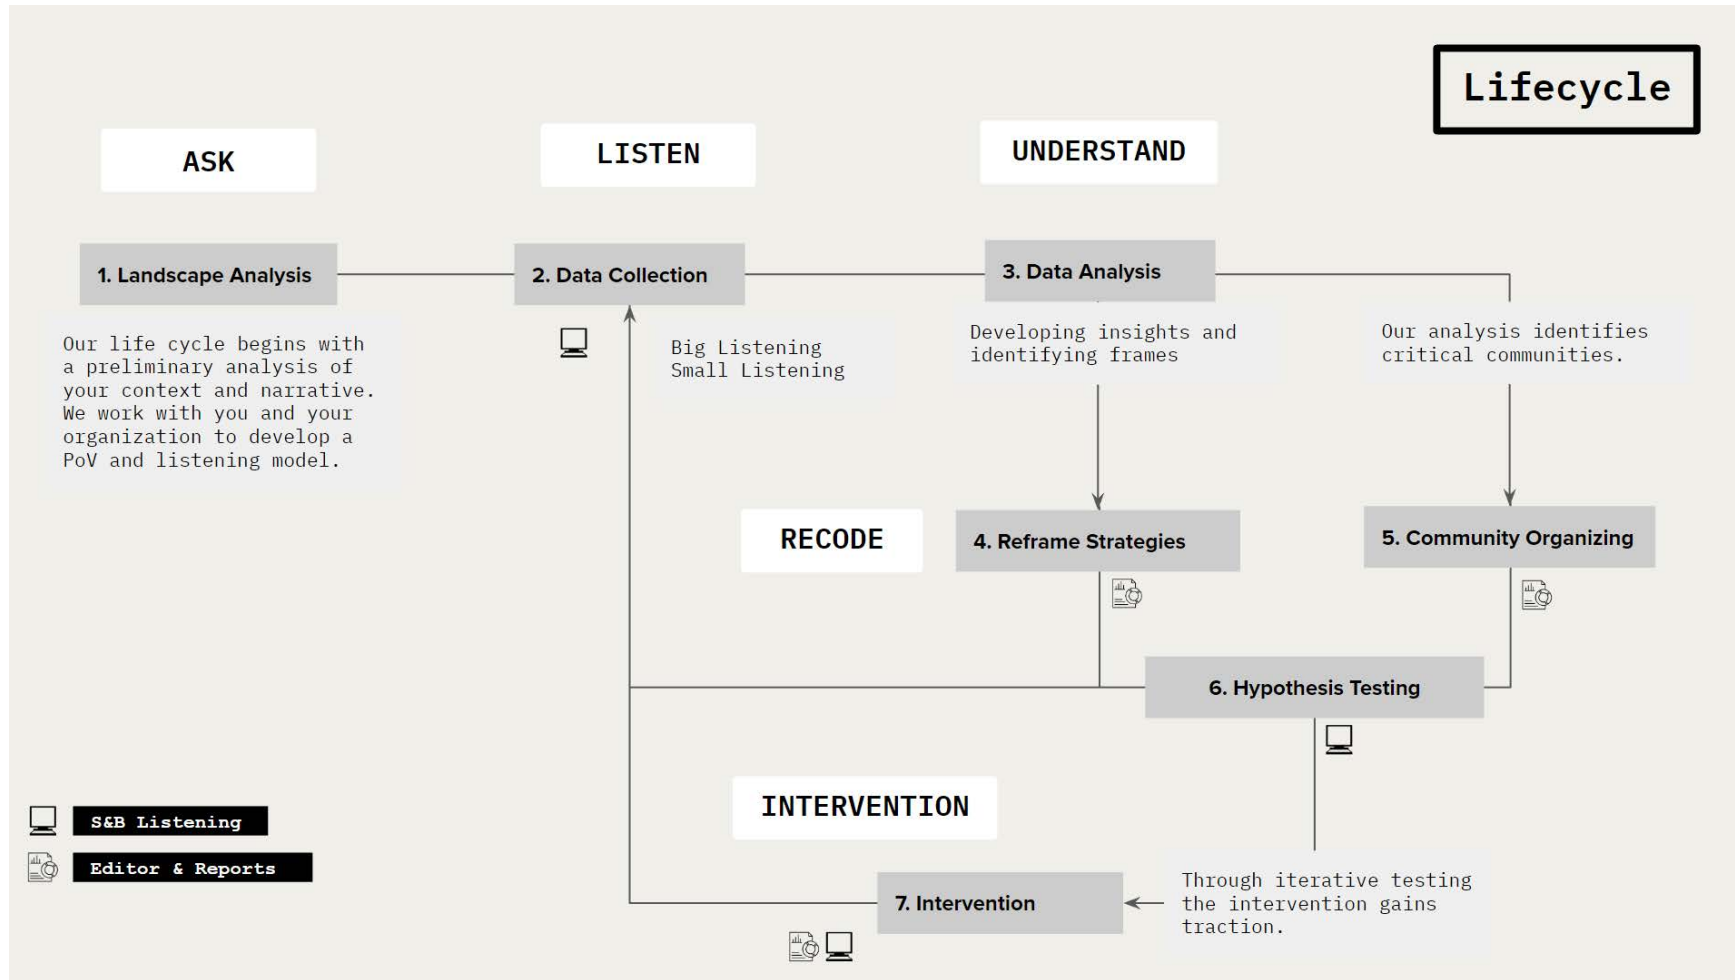 Lifecycle
ASK
LISTEN
UNDERSTAND
1. Landscape Analysis
2. Data Collection
3. Data Analysis
Our life cycle begins with
a preliminary analysis of
your context and narrative.
We work with you and your
organization to develop a
PoV and listening model.
Big Listening
Small Listening
Developing insights and
identifying frames
Our analysis identifies
critical communities.
RECODE
4. Reframe Strategies
5. Community Organizing
6. Hypothesis Testing
INTERVENTION
7. Intervention
Through iterative testing
the intervention gains
traction.
S&B Listening
Editor & Reports